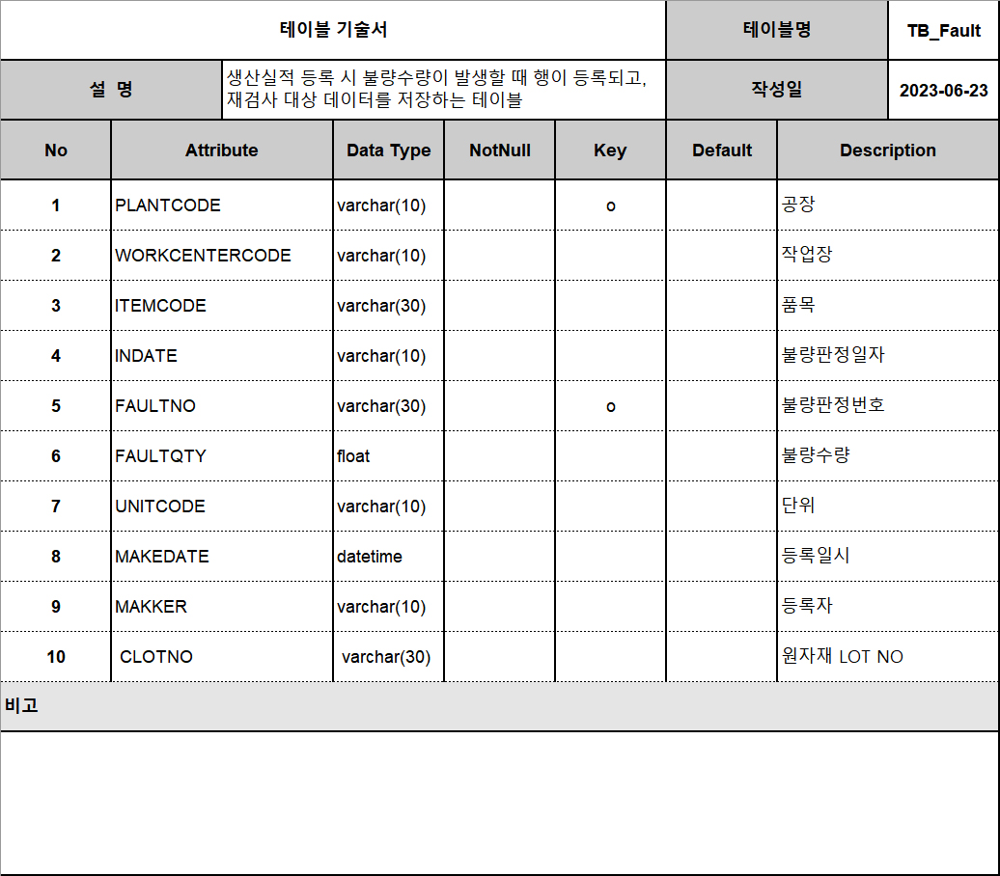 테이블 기술서 테이블명 TB_Fault
설 명 생산실적 등록 시 불량수량이 발생할 때 행이 등록되고,
재검사 대상 데이터를 저장하는 테이블 작성일 2023-06-23
No Attribute Data Type NotNull Key Default Description
1 PLANTCODE varchar(10) o 공장
2 WORKCENTERCODE varchar(10) 작업장
3 ITEMCODE varchar(30) 품목
4 INDATE varchar(10) 불량판정일자
5 FAULTNO varchar(30) o 불량판정번호
6 FAULTQTY float 불량수량
7 UNITCODE varchar(10) 단위
8 MAKEDATE datetime 등록일시
9 MAKKER varchar(10) 등록자
10 CLOTNO varchar(30) 원자재 LOT NO
비고